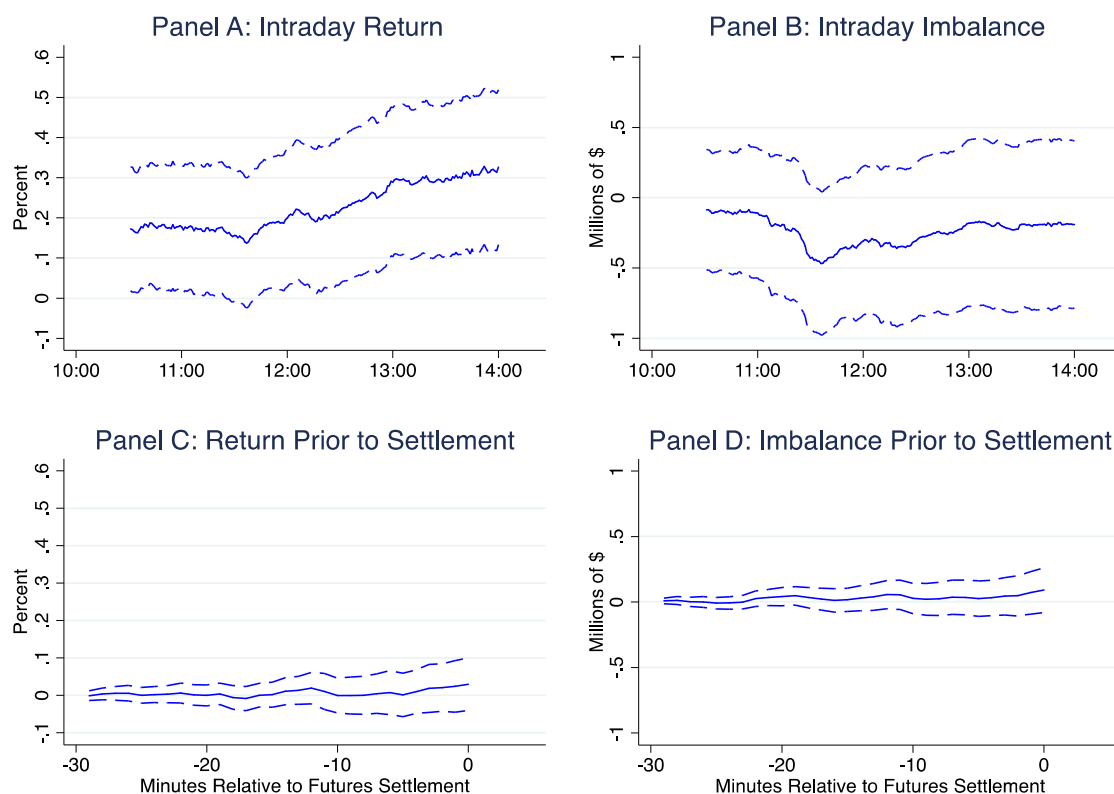 Panel A: Intraday Return
Percent
.6
.5
.4
.3
.2
.1
0
-.1
10:00 11:00 12:00 13:00 14:00
Panel B: Intraday Imbalance
Millions of $
1
.5
0
-.5
-1
10:00 11:00 12:00 13:00 14:00
Panel C: Return Prior to Settlement
Percent
.6
.5
.4
.3
.2
.1
0
-.1
-30 -20 -10 0
Minutes Relative to Futures Settlement
Panel D: Imbalance Prior to Settlement
Millions of $
1
.5
0
-.5
-1
-30 -20 -10 0
Minutes Relative to Futures Settlement